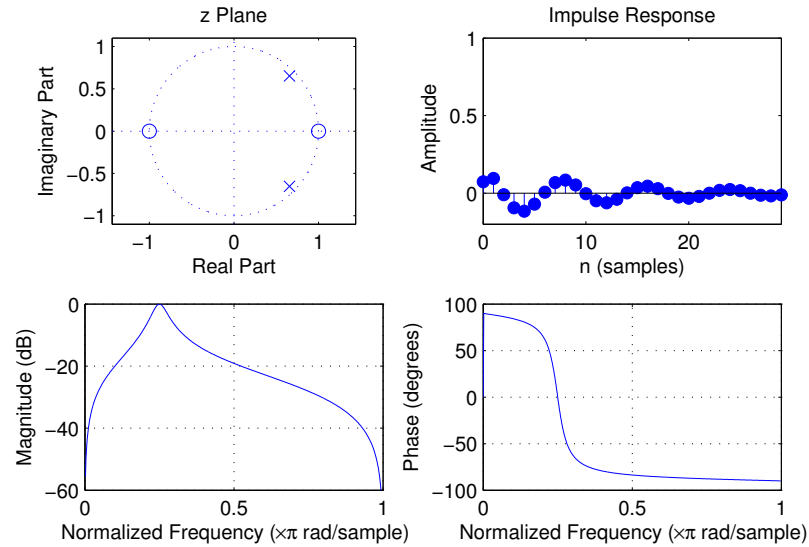 z Plane
1
0.5
0
−0.5
−1
Imaginary Part
−1
0
1
Real Part
Impulse Response
1
0.5
0
Amplitude
0
10
20
n (samples)
0
−20
−40
−60
Magnitude (dB)
0
0.5
1
Normalized Frequency (×π rad/sample)
100
50
0
−50
−100
Phase (degrees)
0
0.5
1
Normalized Frequency (×π rad/sample)